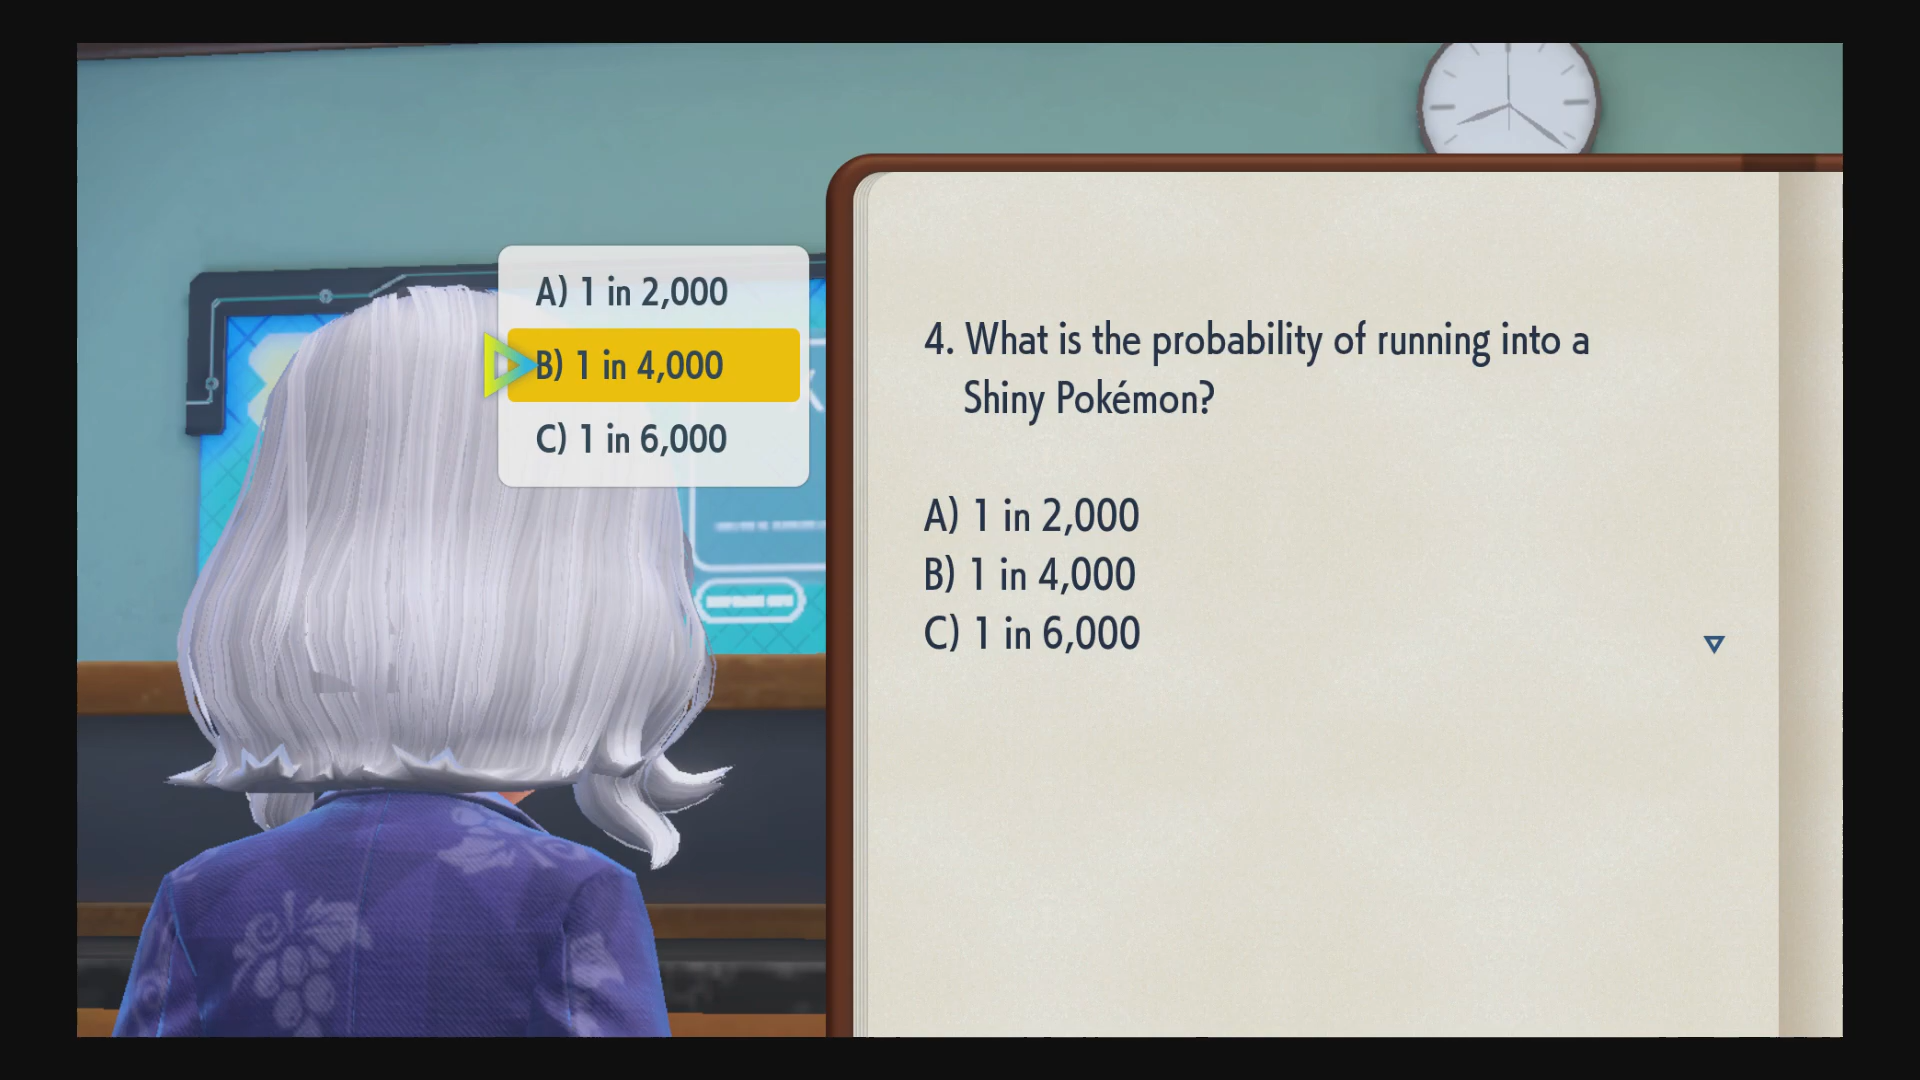 A) 1 in 2,000
B) 1 in 4,000
C) 1 in 6,000
4. What is the probability of running into a
Shiny Pokémon?
A) 1 in 2,000
B) 1 in 4,000
C) 1 in 6,000